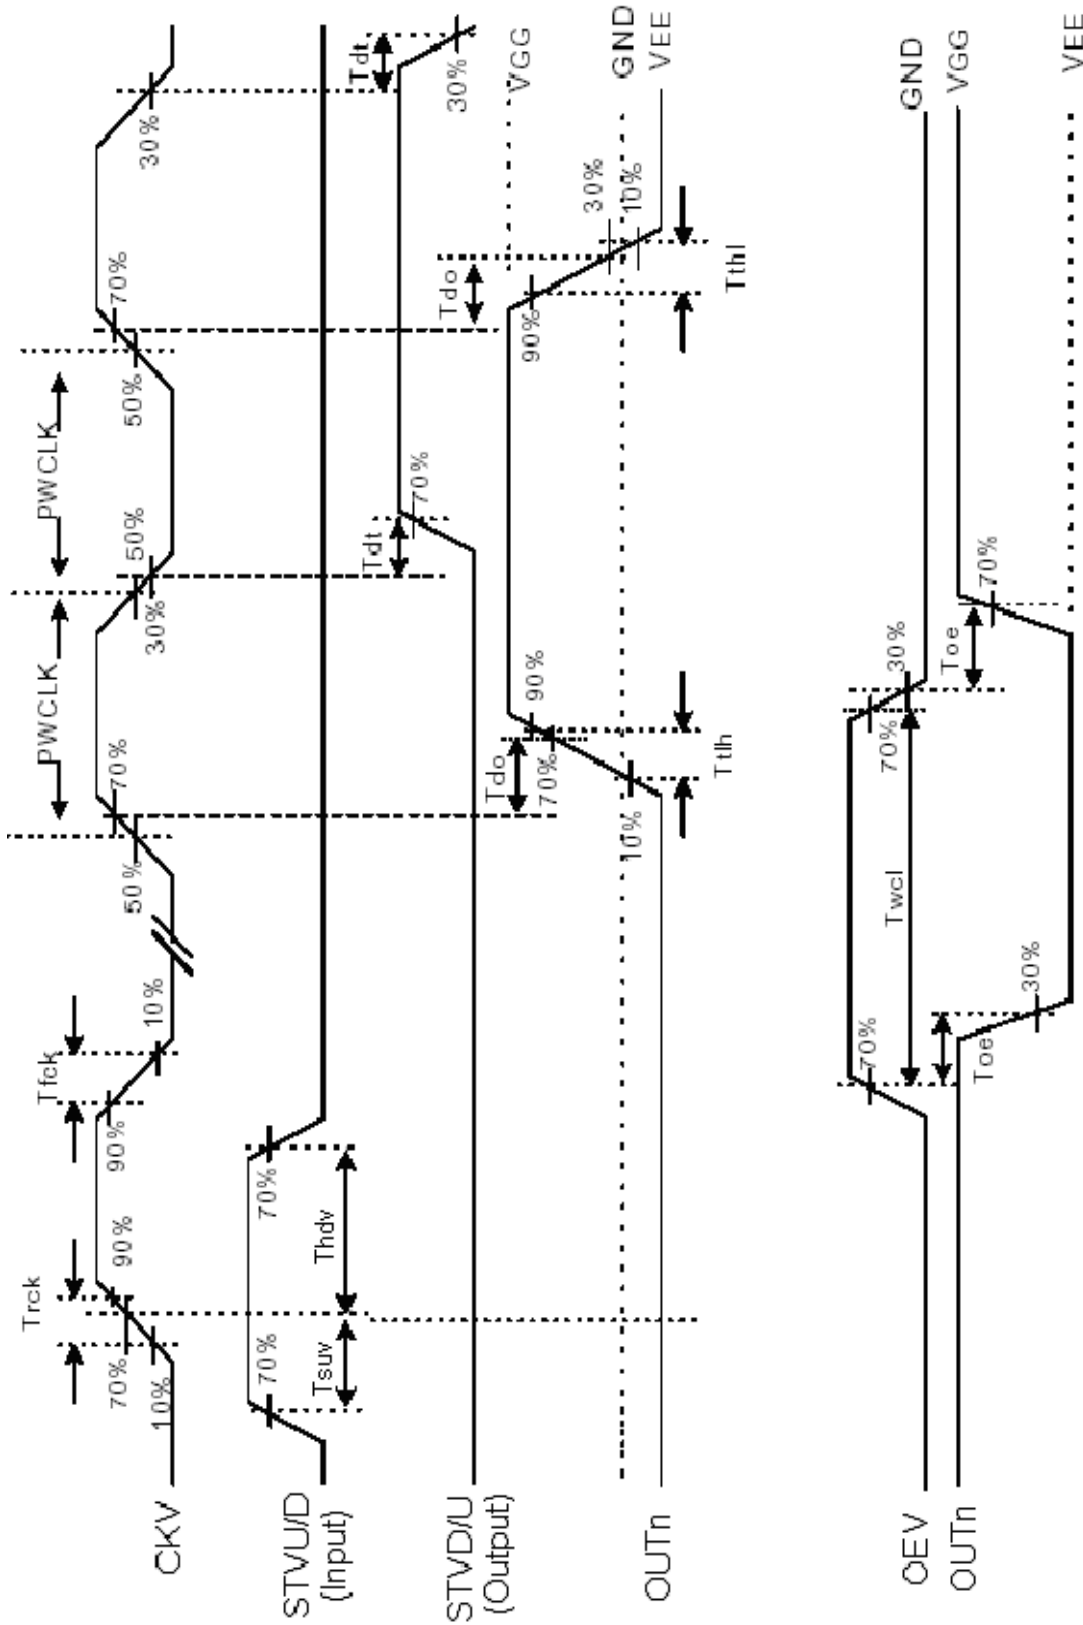 Trck
Tfck
PWCLK
PWCLK
CKV
70%
10%
90%
90%
10%
50%
70%
30%
50%
50%
70%
30%
STVU/D
(Input)
70%
Tsuv
Thdv
70%
STVD/U
(Output)
Tdt
70%
Tdt
30%
Tdo
70%
90%
Tdo
90%
VGG
OUTn
10%
Ttlh
30%
10%
Tthl
GND
VEE
OEV
70%
Twcl
70%
30%
GND
OUTn
Toe
30%
Toe
70%
VGG
VEE